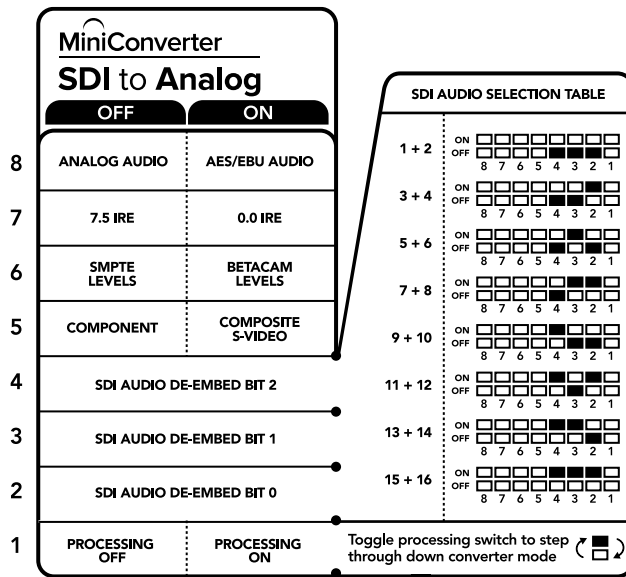 MiniConverter
SDI to Analog
OFF ON
8 ANALOG AUDIO AES/EBU AUDIO
7 7.5 IRE 0.0 IRE
6 SMPTE LEVELS BETACAM LEVELS
5 COMPONENT COMPOSITE S-VIDEO
4 SDI AUDIO DE-EMBED BIT 2
3 SDI AUDIO DE-EMBED BIT 1
2 SDI AUDIO DE-EMBED BIT 0
1 PROCESSING OFF PROCESSING ON
SDI AUDIO SELECTION TABLE
1 + 2 ON
OFF
8 7 6 5 4 3 2 1
3 + 4 ON
OFF
8 7 6 5 4 3 2 1
5 + 6 ON
OFF
8 7 6 5 4 3 2 1
7 + 8 ON
OFF
8 7 6 5 4 3 2 1
9 + 10 ON
OFF
8 7 6 5 4 3 2 1
11 + 12 ON
OFF
8 7 6 5 4 3 2 1
13 + 14 ON
OFF
8 7 6 5 4 3 2 1
15 + 16 ON
OFF
8 7 6 5 4 3 2 1
Toggle processing switch to step
through down converter mode